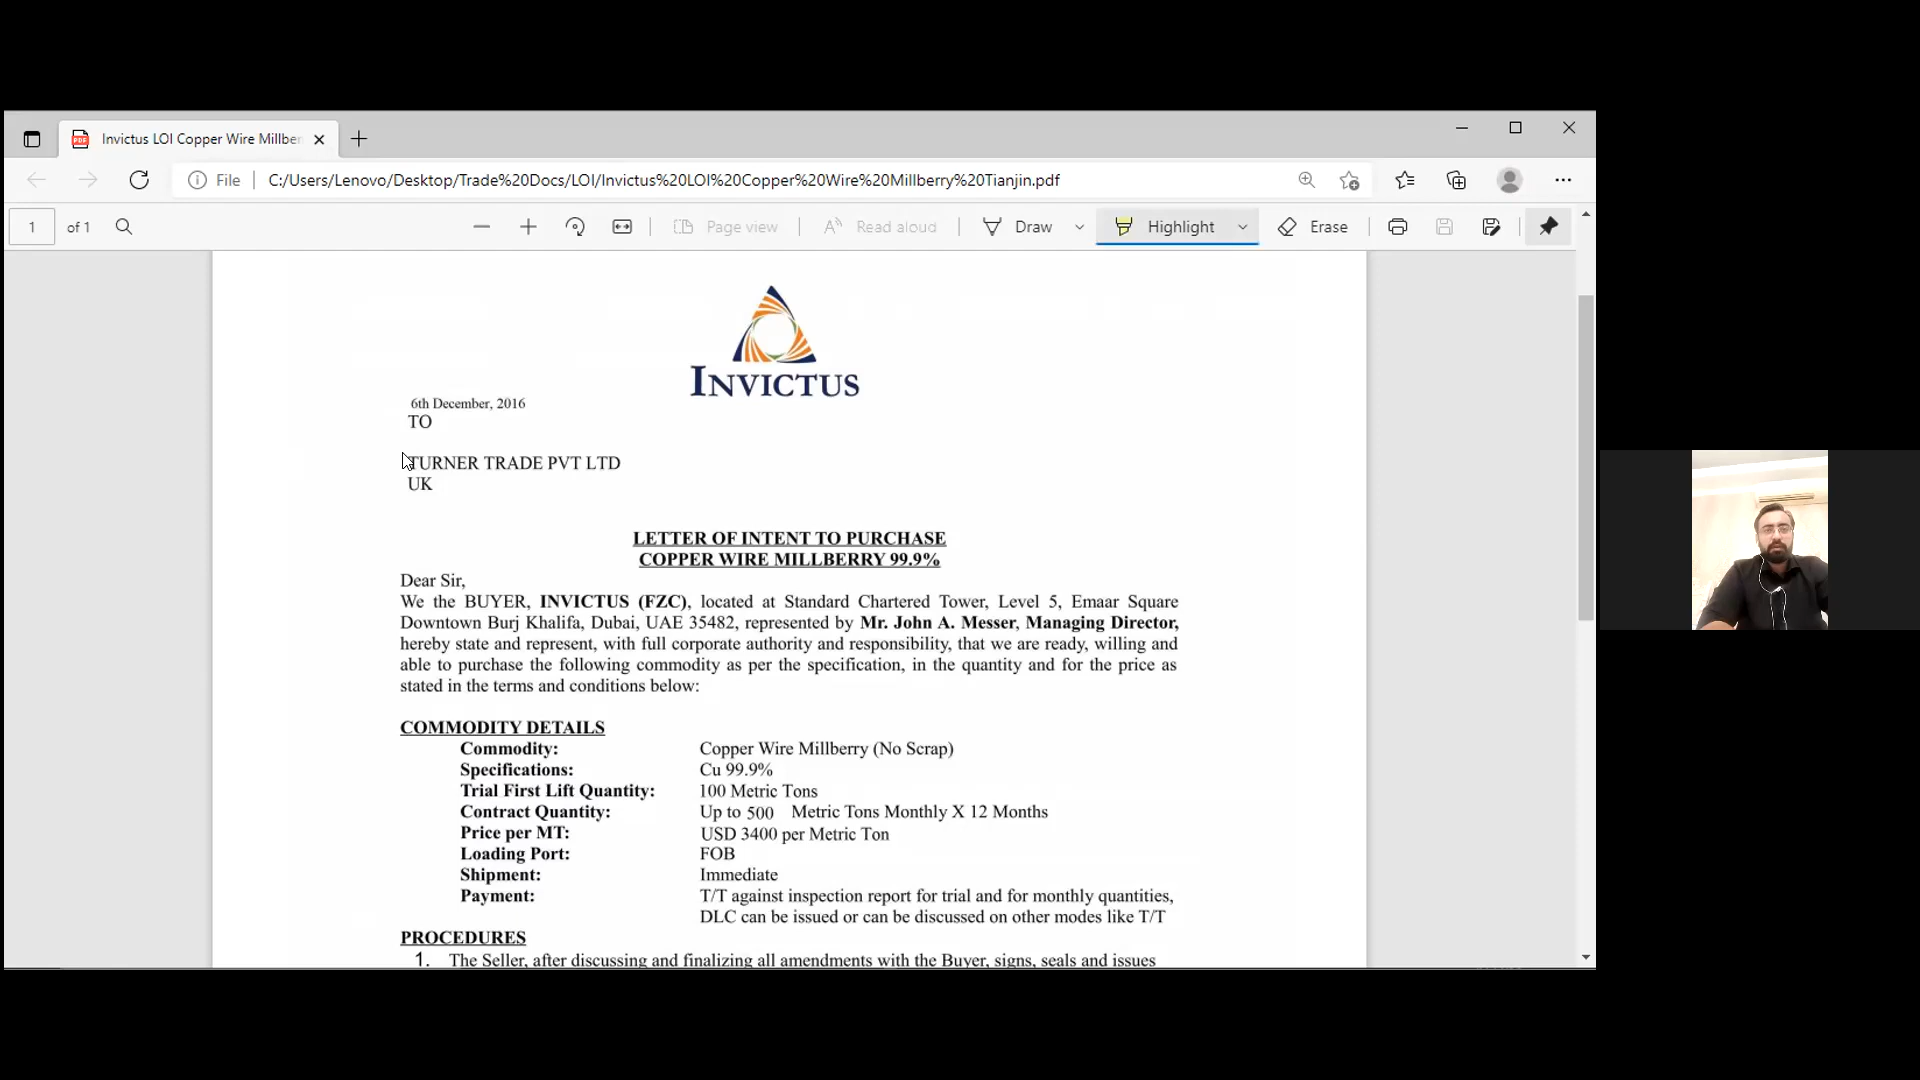 Invictus LOI Copper Wire Millber
File
C:/Users/Lenovo/Desktop/Trade%20Docs/LOI/Invictus%20LOI%20Copper%20Wire%20Millberry%20Tianjin.pdf
1 of 1 Page view Read aloud Draw Highlight Erase
INVICTUS
6th December, 2016
TO
TURNER TRADE PVT LTD
UK
LETTER OF INTENT TO PURCHASE
COPPER WIRE MILLBERRY 99.9%
Dear Sir,
We the BUYER, INVICTUS (FZC), located at Standard Chartered Tower, Level 5, Emaar Square
Downtown Burj Khalifa, Dubai, UAE 35482, represented by Mr. John A. Messer, Managing Director,
hereby state and represent, with full corporate authority and responsibility, that we are ready, willing and
able to purchase the following commodity as per the specification, in the quantity and for the price as
stated in the terms and conditions below:
COMMODITY DETAILS
Commodity: Copper Wire Millberry (No Scrap)
Specifications: Cu 99.9%
Trial First Lift Quantity: 100 Metric Tons
Contract Quantity: Up to 500 Metric Tons Monthly X 12 Months
Price per MT: USD 3400 per Metric Ton
Loading Port: FOB
Shipment: Immediate
Payment: T/T against inspection report for trial and for monthly quantities,
DLC can be issued or can be discussed on other modes like T/T
PROCEDURES
1. The Seller, after discussing and finalizing all amendments with the Buyer, signs, seals and issues